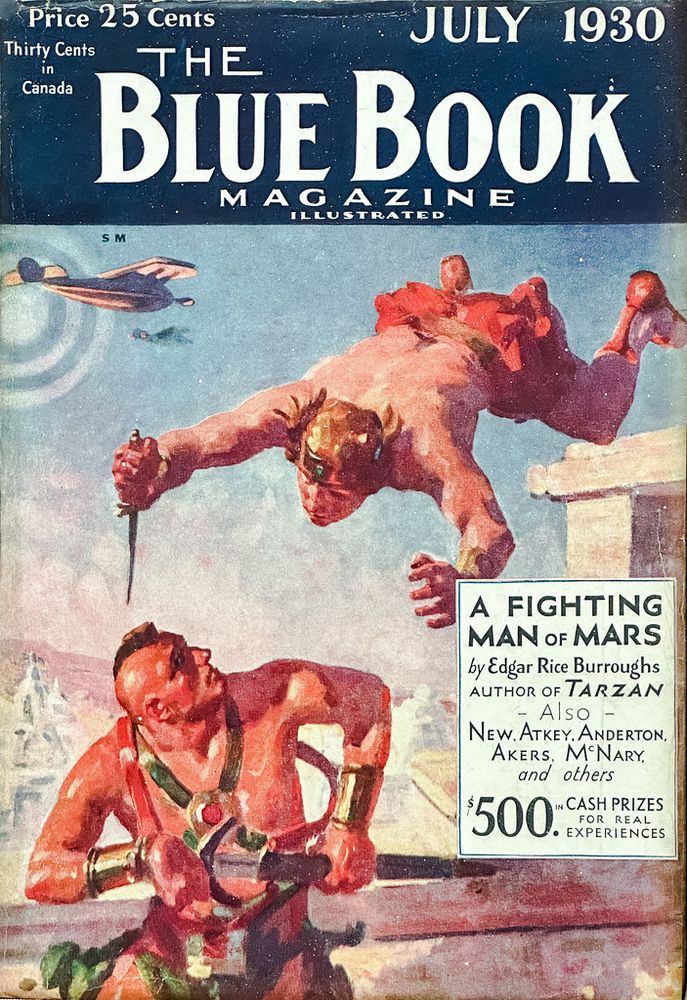 Price 25 Cents
JULY 1930
Thirty Cents
in
Canada
THE
BLUE BOOK
MAGAZINE
ILLUSTRATED
S M
A FIGHTING
MAN OF MARS
by Edgar Rice Burroughs
AUTHOR OF TARZAN
- ALSO -
NEW, ATKEY, ANDERTON,
AKERS, McNARY,
and others
$500. IN CASH PRIZES
FOR REAL
EXPERIENCES